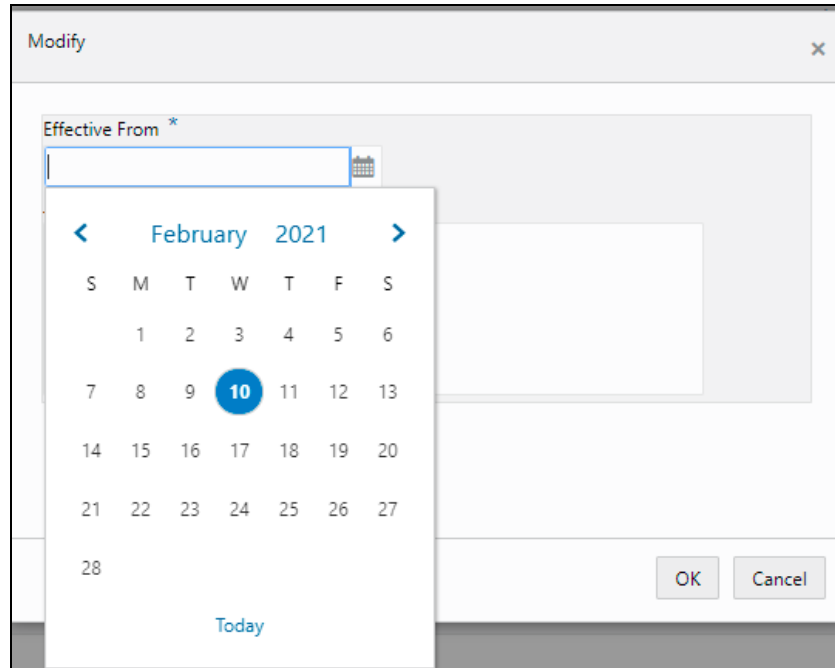 Modify
×
Effective From *
February 2021
S M T W T F S
1 2 3 4 5 6
7 8 9 10 11 12 13
14 15 16 17 18 19 20
21 22 23 24 25 26 27
28
Today
OK Cancel